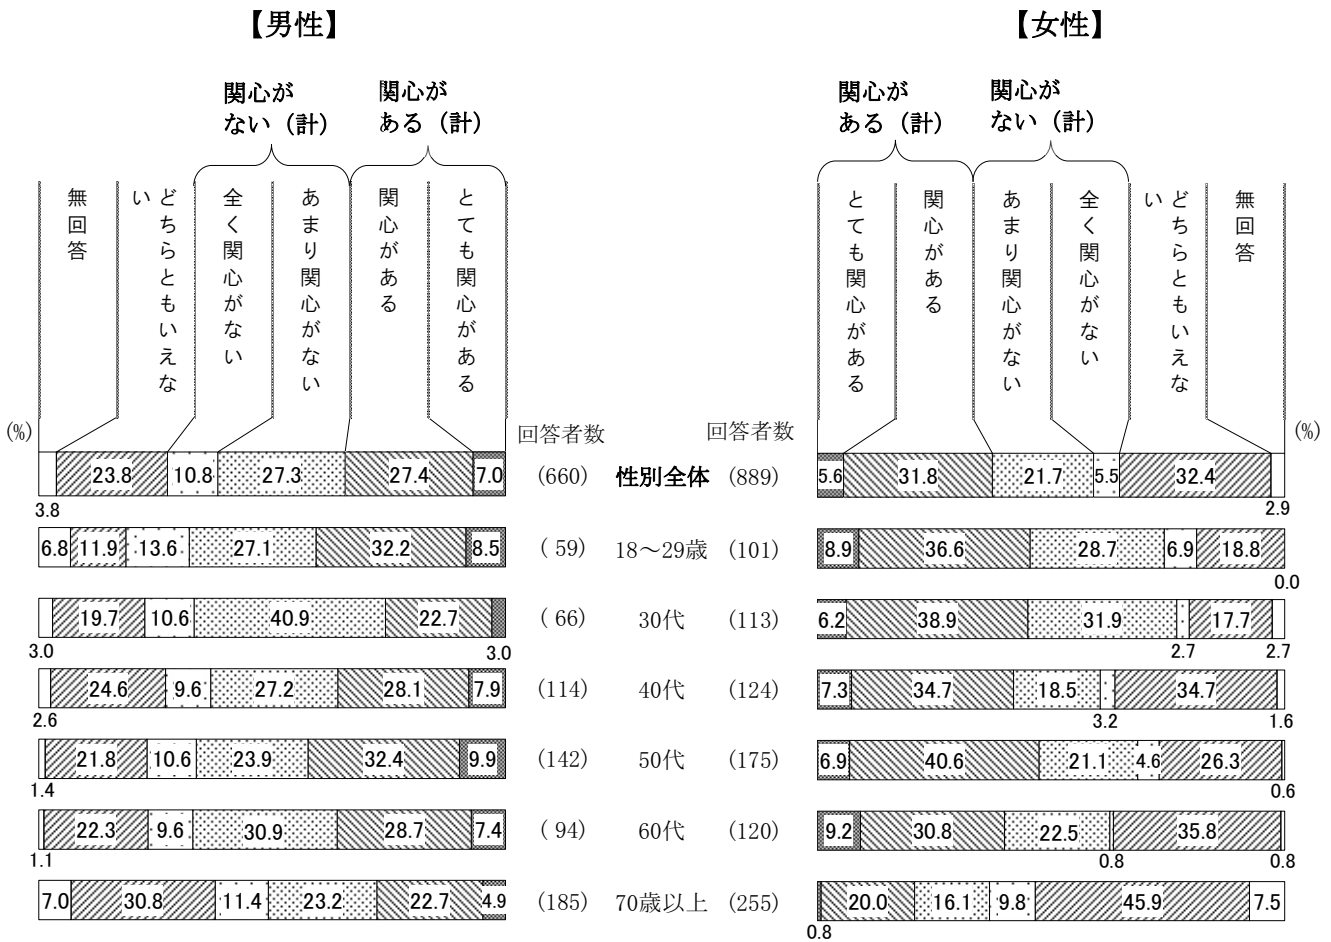 【男性】
【女性】
関心が
ない（計）
関心が
ある（計）
関心が
ある（計）
関心が
ない（計）
無回答
どちらともいえな
い
全く関心がない
あまり関心がない
関心がある
とても関心がある
とても関心がある
関心がある
あまり関心がない
全く関心がない
どちらともいえな
い
無回答
(%)
回答者数
回答者数
(%)
23.8 10.8 27.3 27.4 7.0 (660) 性別全体 (889) 5.6 31.8 21.7 5.5 32.4
3.8 2.9
6.8 11.9 13.6 27.1 32.2 8.5 ( 59) 18～29歳 (101) 8.9 36.6 28.7 6.9 18.8
0.0
19.7 10.6 40.9 22.7 ( 66) 30代 (113) 6.2 38.9 31.9 17.7
3.0 3.0 2.7 2.7
24.6 9.6 27.2 28.1 7.9 (114) 40代 (124) 7.3 34.7 18.5 34.7
2.6 3.2 1.6
21.8 10.6 23.9 32.4 9.9 (142) 50代 (175) 6.9 40.6 21.1 4.6 26.3
1.4 0.6
22.3 9.6 30.9 28.7 7.4 ( 94) 60代 (120) 9.2 30.8 22.5 35.8
1.1 0.8 0.8
7.0 30.8 11.4 23.2 22.7 4.9 (185) 70歳以上 (255) 20.0 16.1 9.8 45.9 7.5
0.8